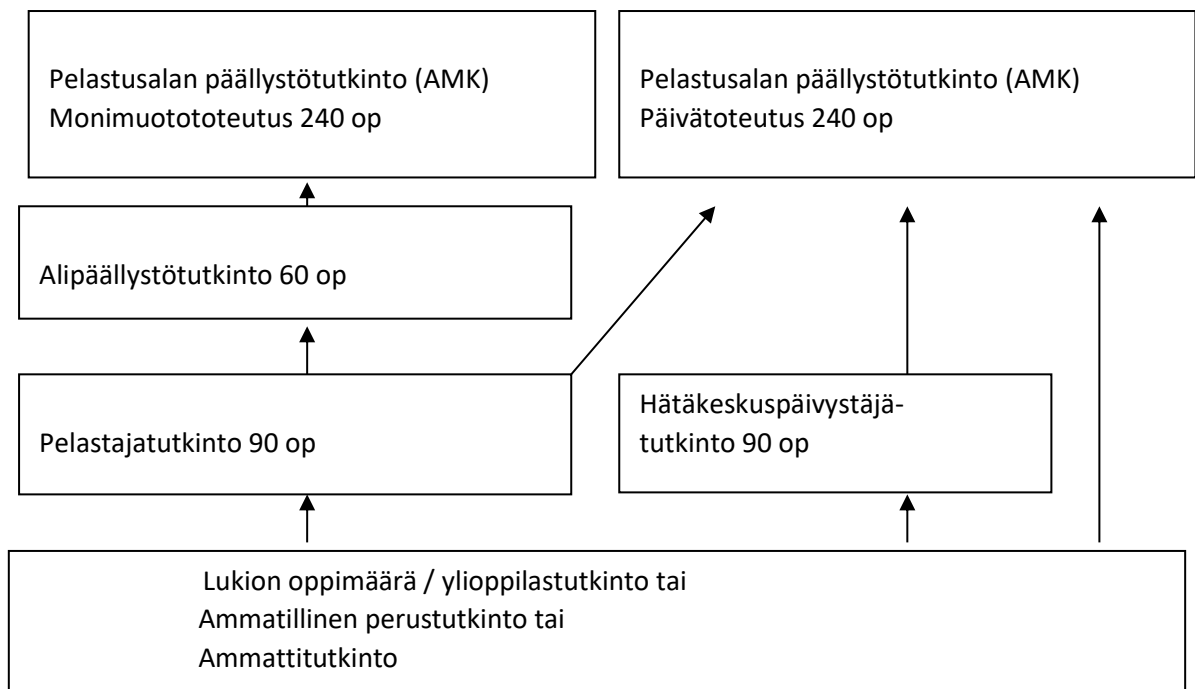 Pelastusalan päällystötutkinto (AMK)
Monimuotototeutus 240 op
Pelastusalan päällystötutkinto (AMK)
Päivätoteutus 240 op
Alipäällystötutkinto 60 op
Pelastajatutkinto 90 op
Hätäkeskuspäivystäjä-
tutkinto 90 op
Lukion oppimäärä / ylioppilastutkinto tai
Ammatillinen perustutkinto tai
Ammattitutkinto